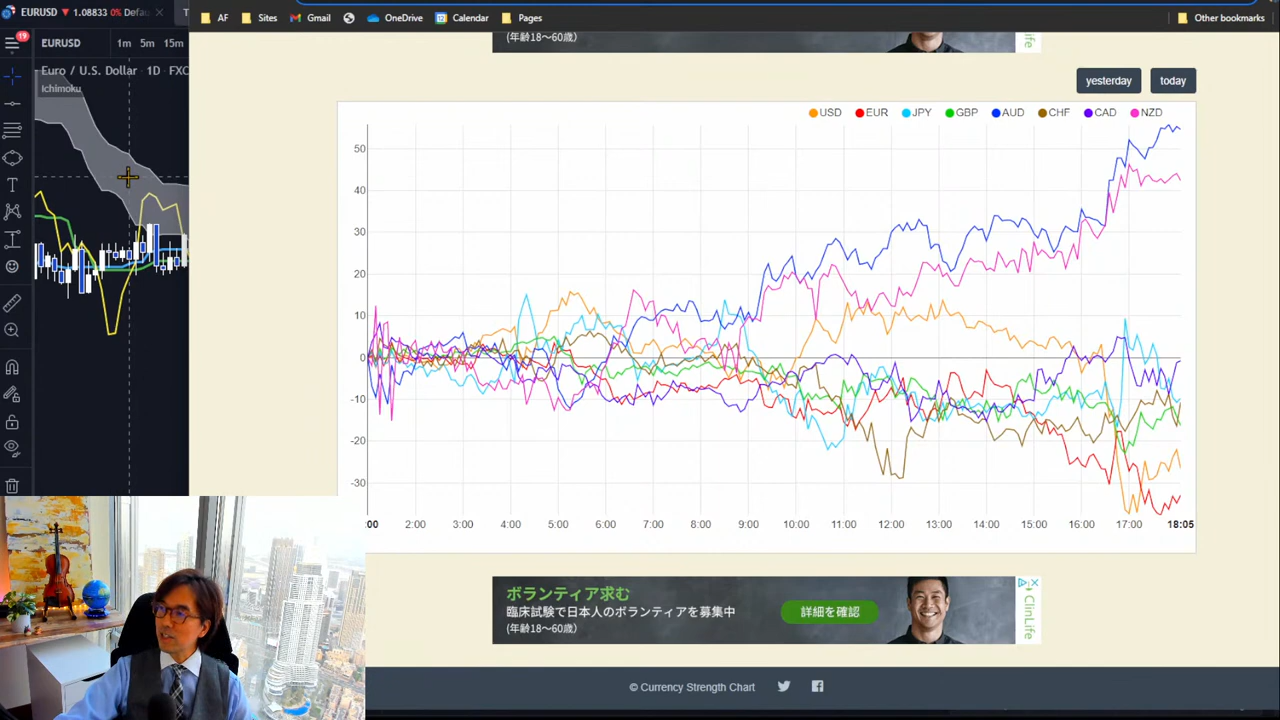 EURUSD ▼ 1.08833 0% Defau
T
AF
Sites
Gmail
OneDrive
Calendar
Pages
Other bookmarks
19
EURUSD
1m 5m 15m
Euro / U.S. Dollar · 1D · FXC
Ichimoku
(年齢18〜60歳)
nLife
yesterday
today
USD EUR JPY GBP AUD CHF CAD NZD
50
40
30
20
10
0
-10
-20
-30
:00 2:00 3:00 4:00 5:00 6:00 7:00 8:00 9:00 10:00 11:00 12:00 13:00 14:00 15:00 16:00 17:00 18:05
ボランティア求む
臨床試験で日本人のボランティアを募集中
(年齢18〜60歳)
詳細を確認
ClinLife
© Currency Strength Chart